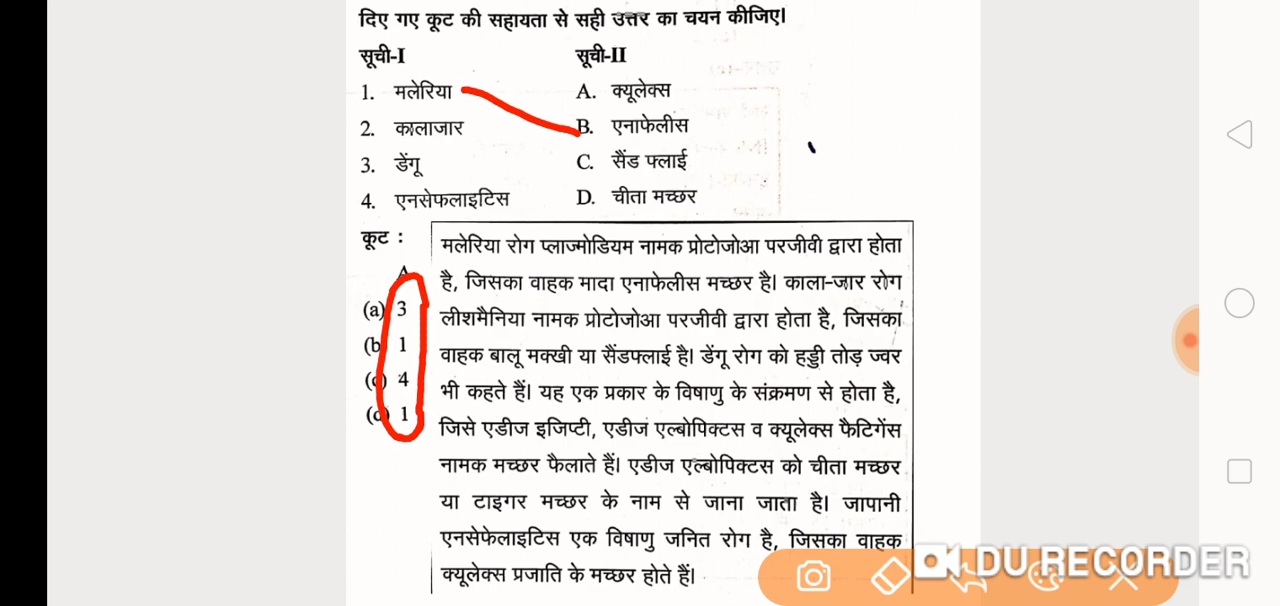 दिए गए कूट की सहायता से सही उत्तर का चयन कीजिए।
सूची-I सूची-II
1. मलेरिया A. क्यूलेक्स
2. कालाजार B. एनाफेलीस
3. डेंगू C. सैंड फ्लाई
4. एनसेफलाइटिस D. चीता मच्छर
कूट :
A
(a) 3
(b) 1
(c) 4
(d) 1
मलेरिया रोग प्लाज्मोडियम नामक प्रोटोजोआ परजीवी द्वारा होता
है, जिसका वाहक मादा एनाफेलीस मच्छर है। काला-जार रोग
लीशमैनिया नामक प्रोटोजोआ परजीवी द्वारा होता है, जिसका
वाहक बालू मक्खी या सैंडफ्लाई है। डेंगू रोग को हड्डी तोड़ ज्वर
भी कहते हैं। यह एक प्रकार के विषाणु के संक्रमण से होता है,
जिसे एडीज इजिप्टी, एडीज एल्बोपिक्टस व क्यूलेक्स फैटिगेंस
नामक मच्छर फैलाते हैं। एडीज एल्बोपिक्टस को चीता मच्छर
या टाइगर मच्छर के नाम से जाना जाता है। जापानी
एनसेफेलाइटिस एक विषाणु जनित रोग है, जिसका वाहक
क्यूलेक्स प्रजाति के मच्छर होते हैं।
DU RECORDER